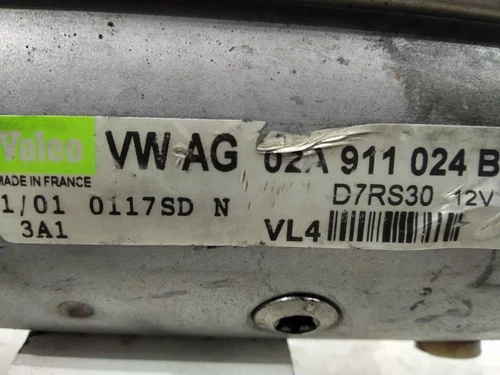 Valeo VW AG 02A 911 024 B
MADE IN FRANCE D7RS30 12V
1/01 0117SD N
3A1 VL4